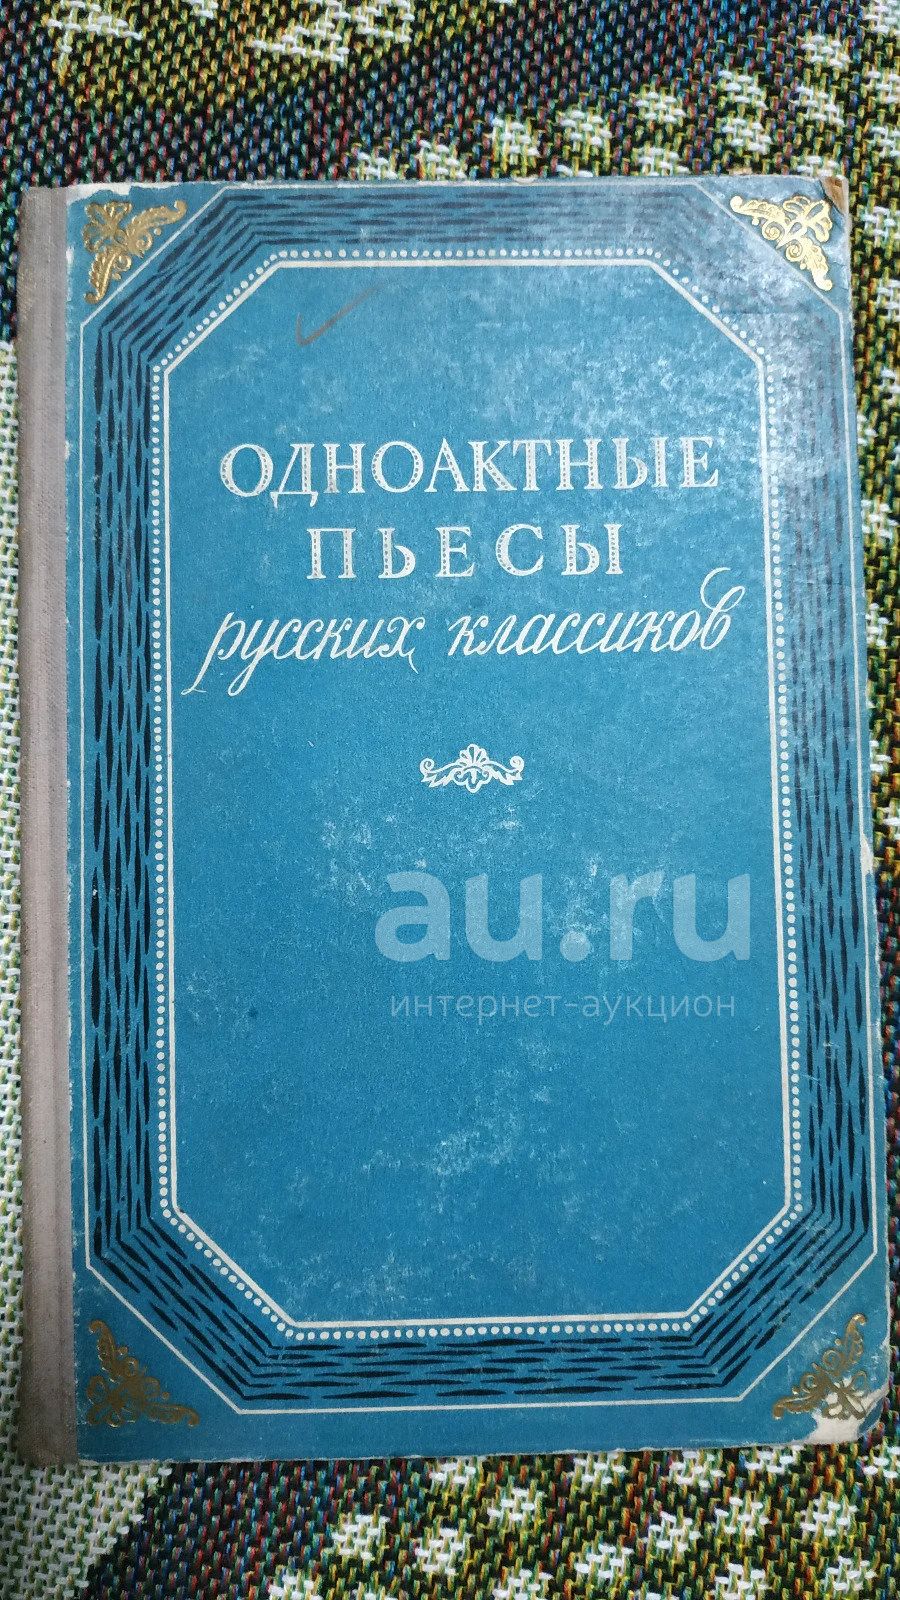 ОДНОАКТНЫЕ
ПЬЕСЫ
русских классиков
au.ru
интернет-аукцион